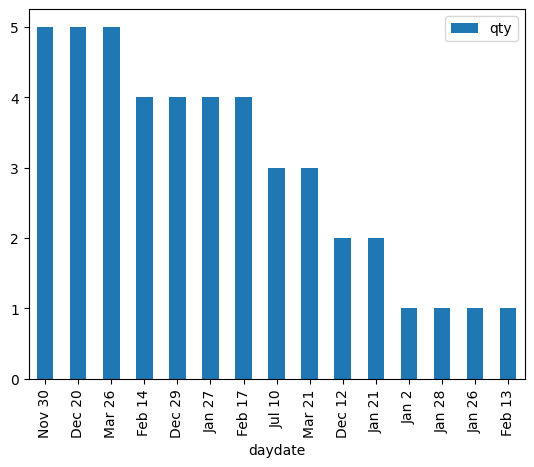 qty
5
4
3
2
1
0
Nov 30
Dec 20
Mar 26
Feb 14
Dec 29
Jan 27
Feb 17
Jul 10
Mar 21
Dec 12
Jan 21
Jan 2
Jan 28
Jan 26
Feb 13
daydate